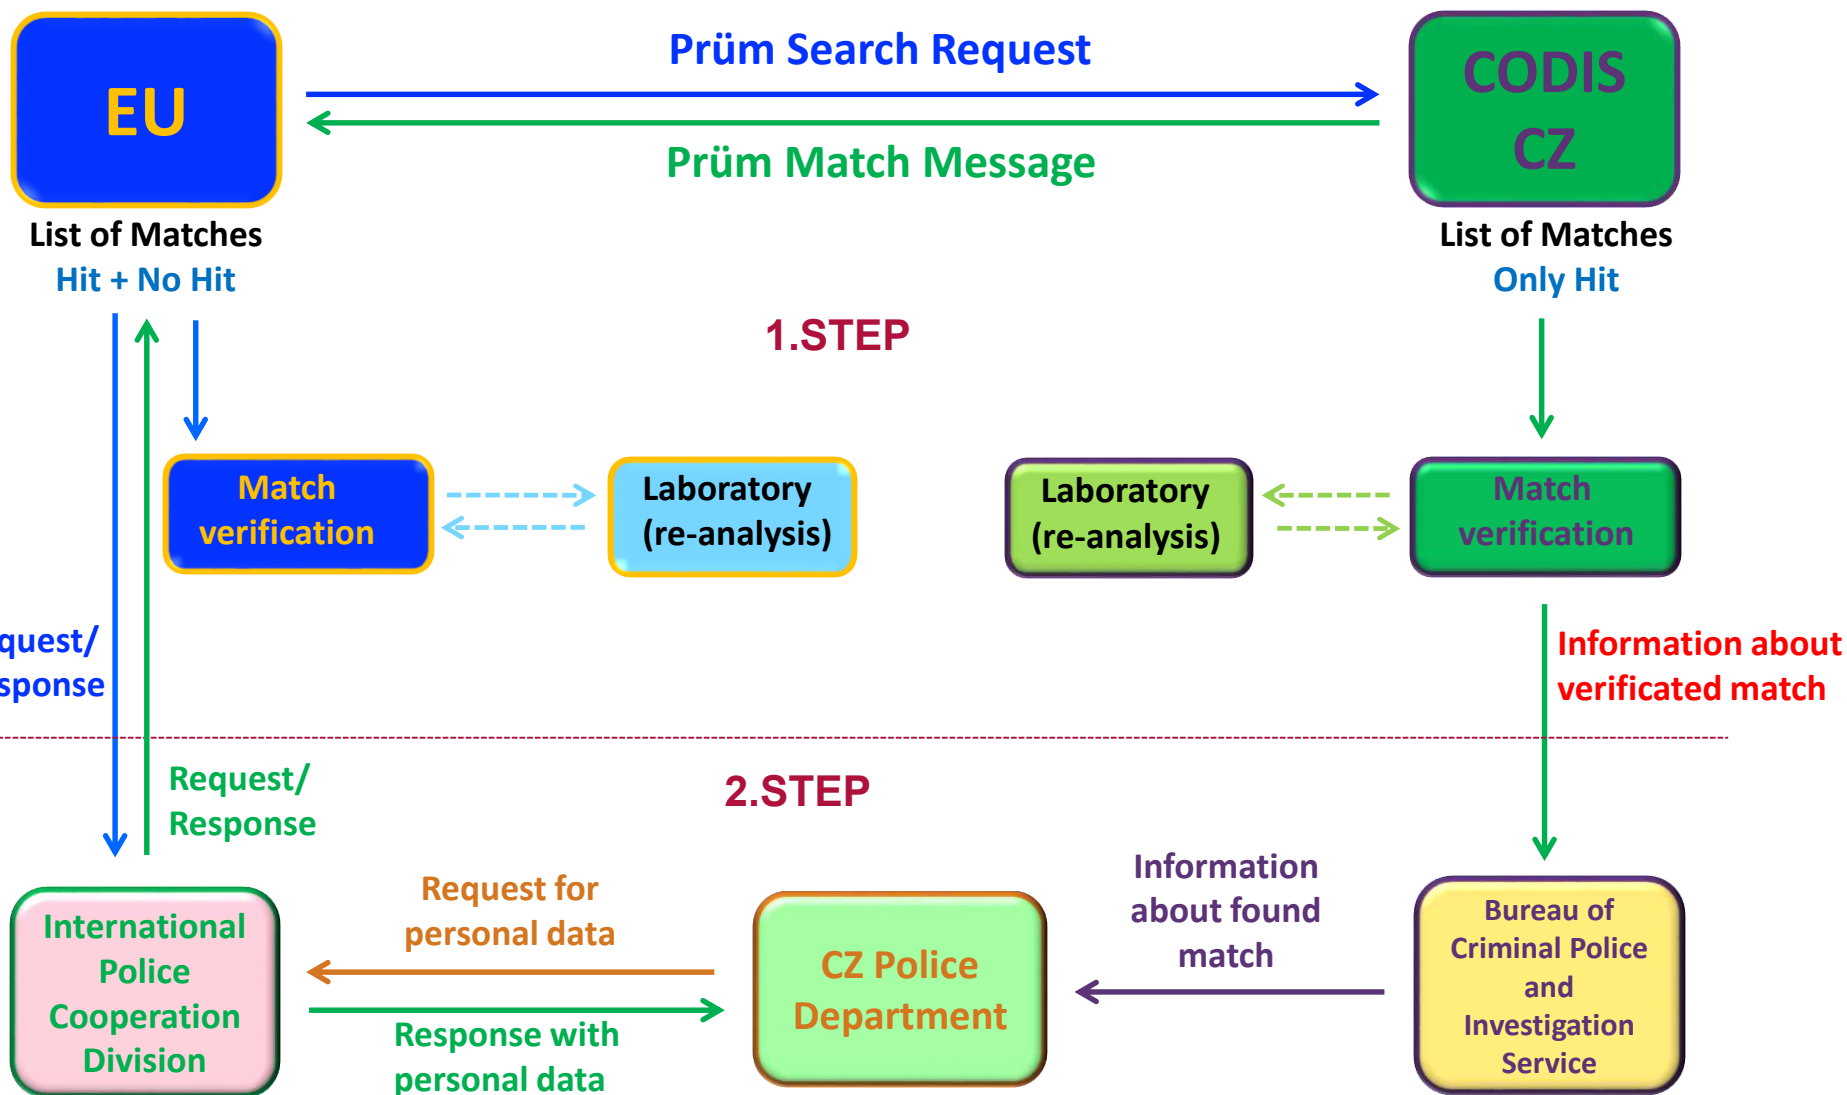 EU
Prüm Search Request
Prüm Match Message
CODIS
CZ
List of Matches
Hit + No Hit
List of Matches
Only Hit
1.STEP
Match
verification
Laboratory
(re-analysis)
Laboratory
(re-analysis)
Match
verification
quest/
sponse
Information about
verificated match
Request/
Response
2.STEP
International
Police
Cooperation
Division
Request for
personal data
Response with
personal data
CZ Police
Department
Information
about found
match
Bureau of
Criminal Police
and
Investigation
Service